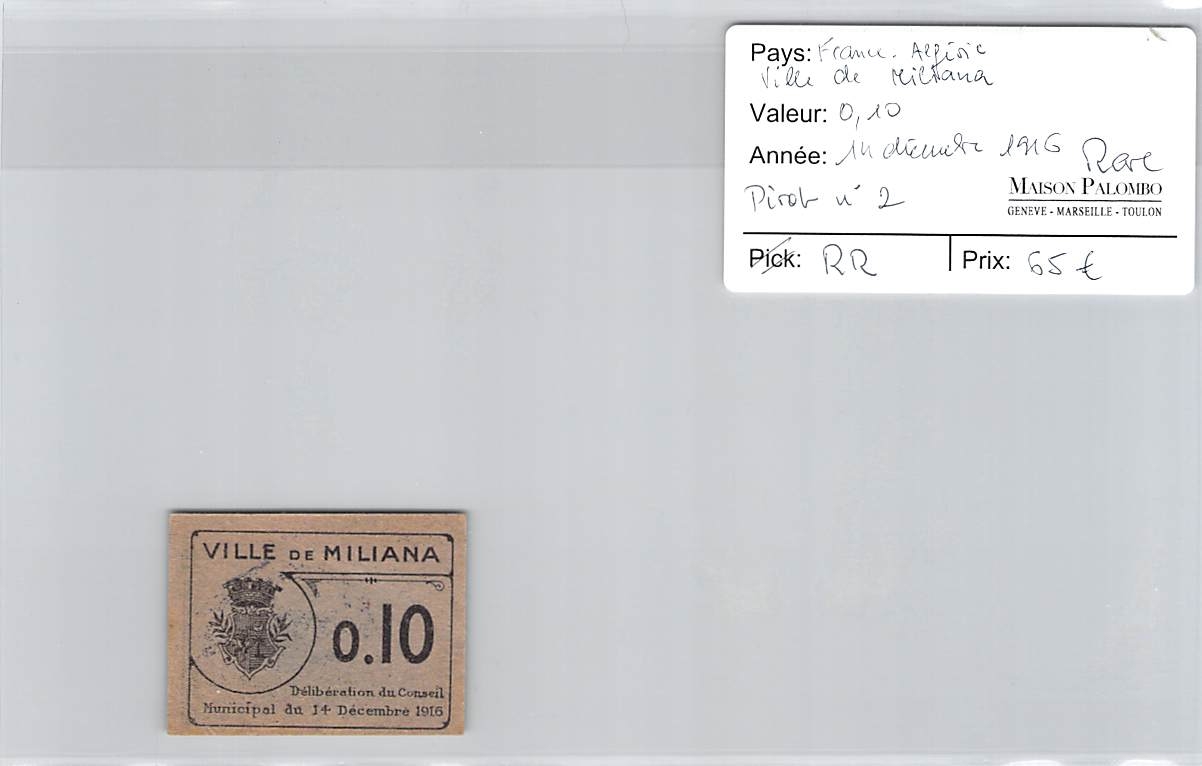 Pays: France. Algérie
Ville de Miliana
Valeur: 0,10
Année: 14 décembre 1916 Rare
MAISON PALOMBO
Pirot n° 2
GENEVE - MARSEILLE - TOULON
Pick: RR
Prix: 65 €
VILLE DE MILIANA
0.10
Délibération du Conseil
Municipal du 14 Décembre 1916